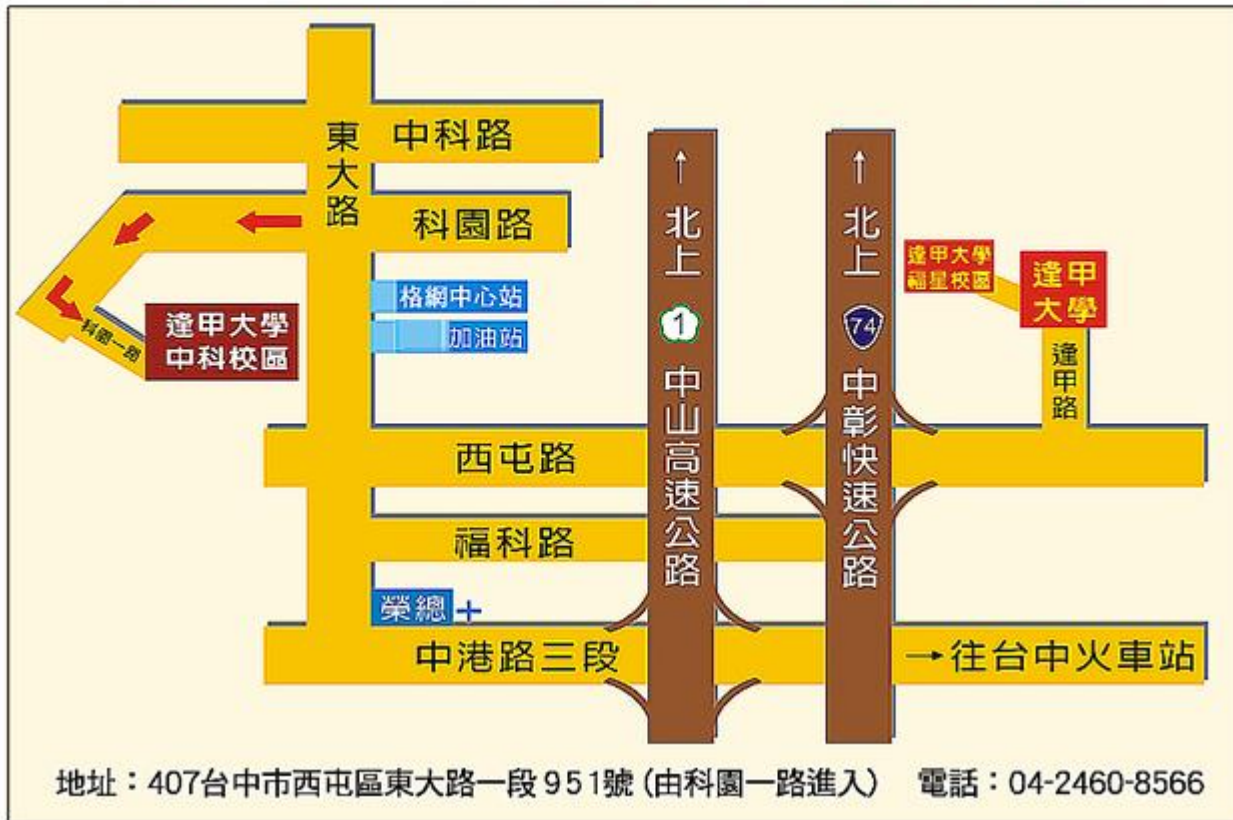 中科路
東大路
科園路
格網中心站
加油站
逢甲大學
中科校區
科園一路
↑北上 1 中山高速公路
↑北上 74 中彰快速公路
逢甲大學
福星校區
逢甲
大學
逢甲路
西屯路
福科路
榮總
中港路三段
→往台中火車站
地址：407台中市西屯區東大路一段951號(由科園一路進入) 電話：04-2460-8566